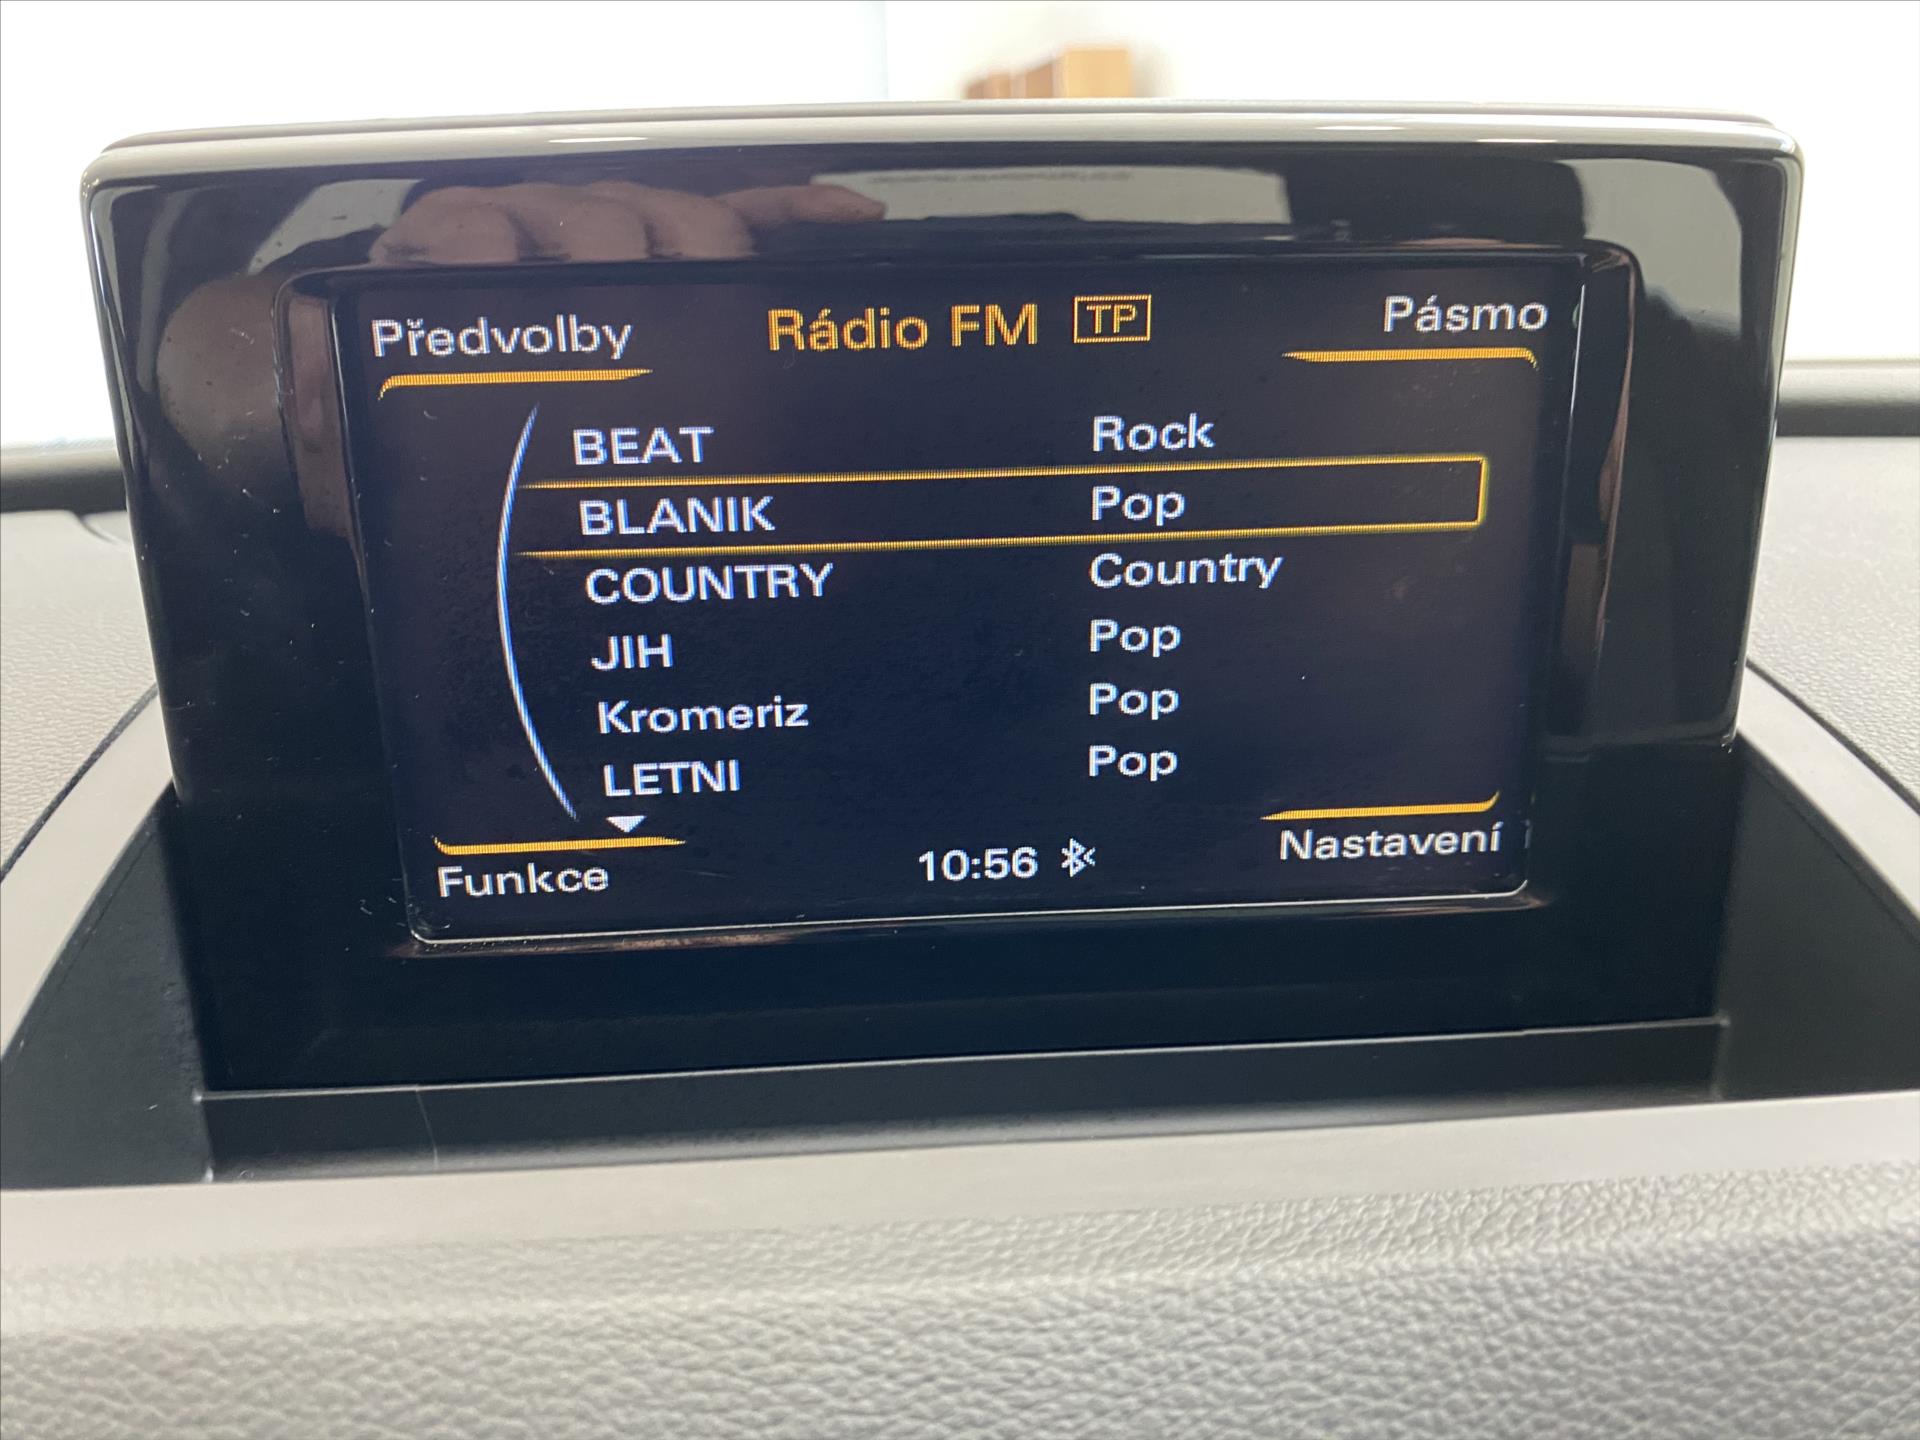 Předvolby Rádio FM TP Pásmo
BEAT Rock
BLANIK Pop
COUNTRY Country
JIH Pop
Kromeriz Pop
LETNI Pop
Funkce 10:56 Nastavení